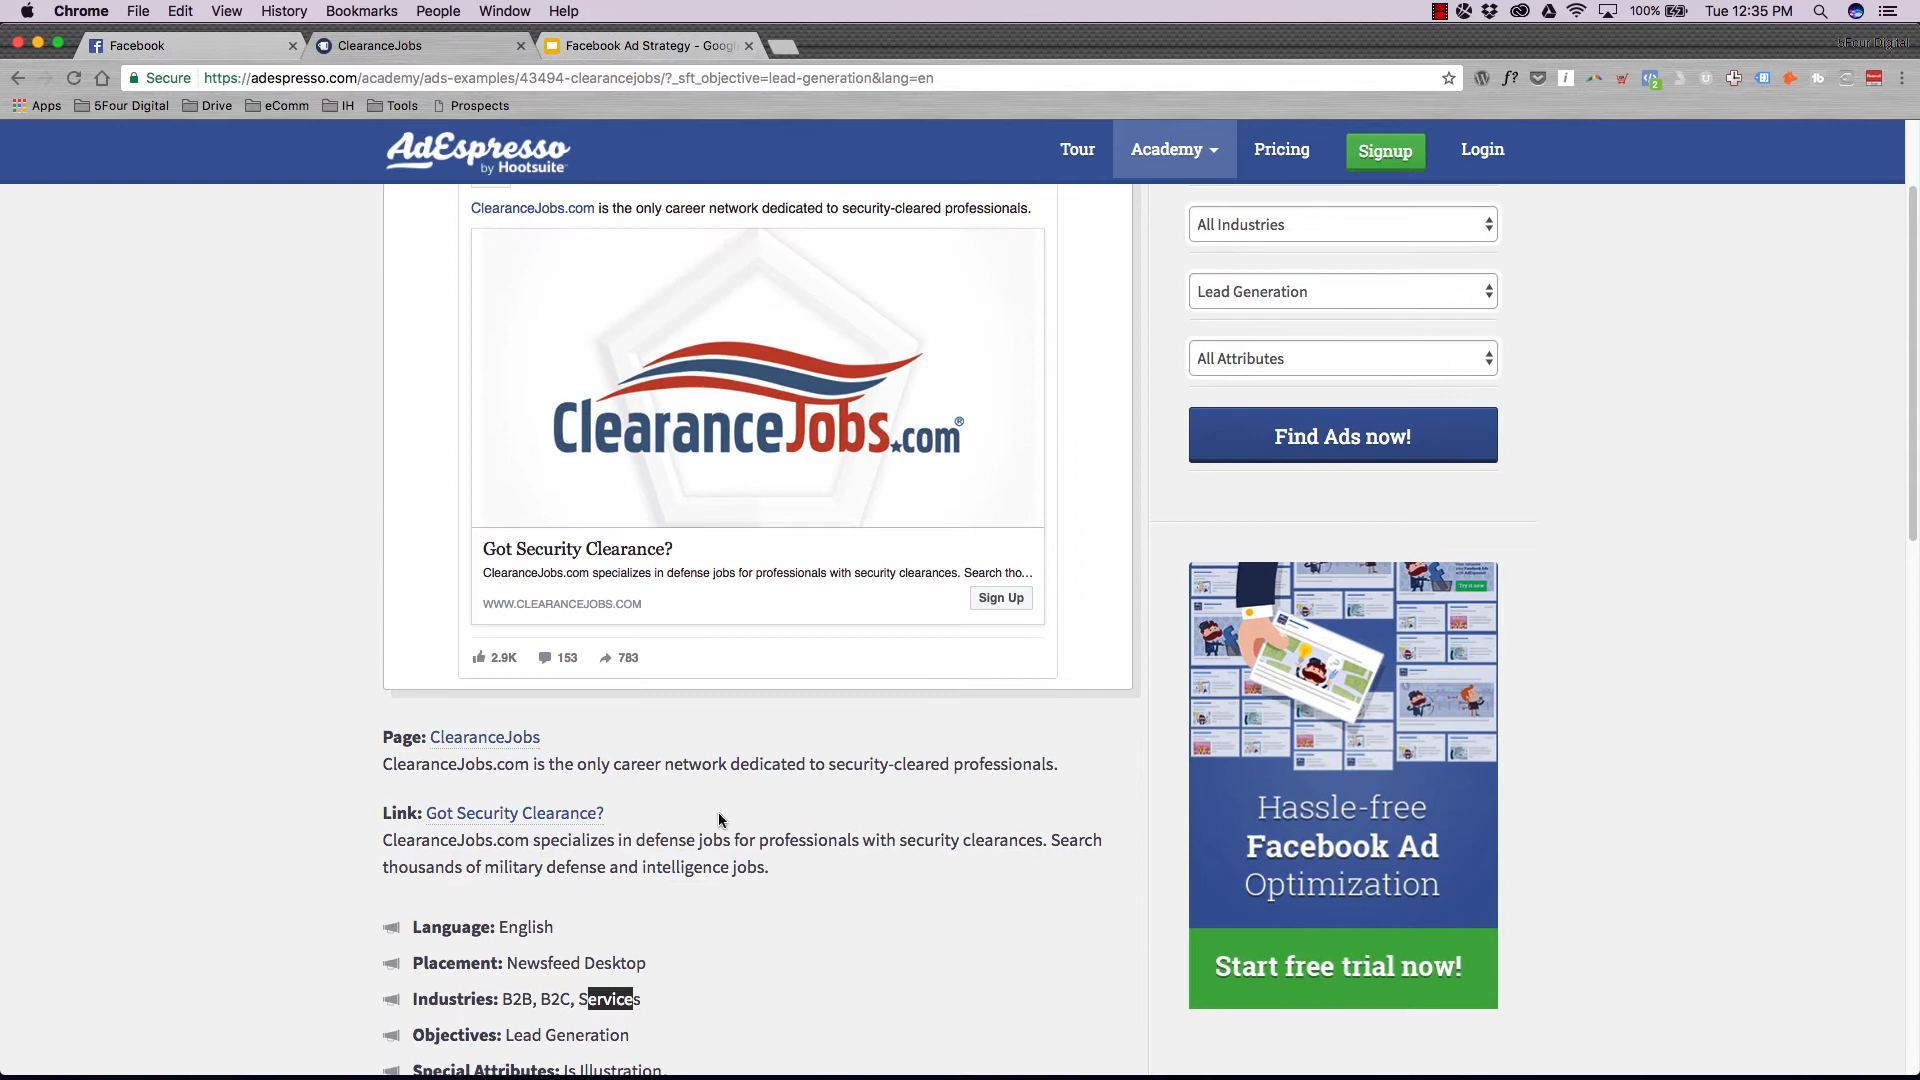 Chrome File Edit View History Bookmarks People Window Help 100% Tue 12:35 PM
Facebook ClearanceJobs Facebook Ad Strategy - Googl 5Four Digital
Secure https://adespresso.com/academy/ads-examples/43494-clearancejobs/?_sft_objective=lead-generation&lang=en
Apps 5Four Digital Drive eComm IH Tools Prospects
AdEspresso
by Hootsuite
Tour Academy Pricing Signup Login
ClearanceJobs.com is the only career network dedicated to security-cleared professionals.
ClearanceJobs.com®
Got Security Clearance?
ClearanceJobs.com specializes in defense jobs for professionals with security clearances. Search tho...
WWW.CLEARANCEJOBS.COM
Sign Up
2.9K 153 783
Page: ClearanceJobs
ClearanceJobs.com is the only career network dedicated to security-cleared professionals.
Link: Got Security Clearance?
ClearanceJobs.com specializes in defense jobs for professionals with security clearances. Search
thousands of military defense and intelligence jobs.
Language: English
Placement: Newsfeed Desktop
Industries: B2B, B2C, Services
Objectives: Lead Generation
Special Attributes: Is Illustration,
All Industries
Lead Generation
All Attributes
Find Ads now!
Hassle-free
Facebook Ad
Optimization
Start free trial now!